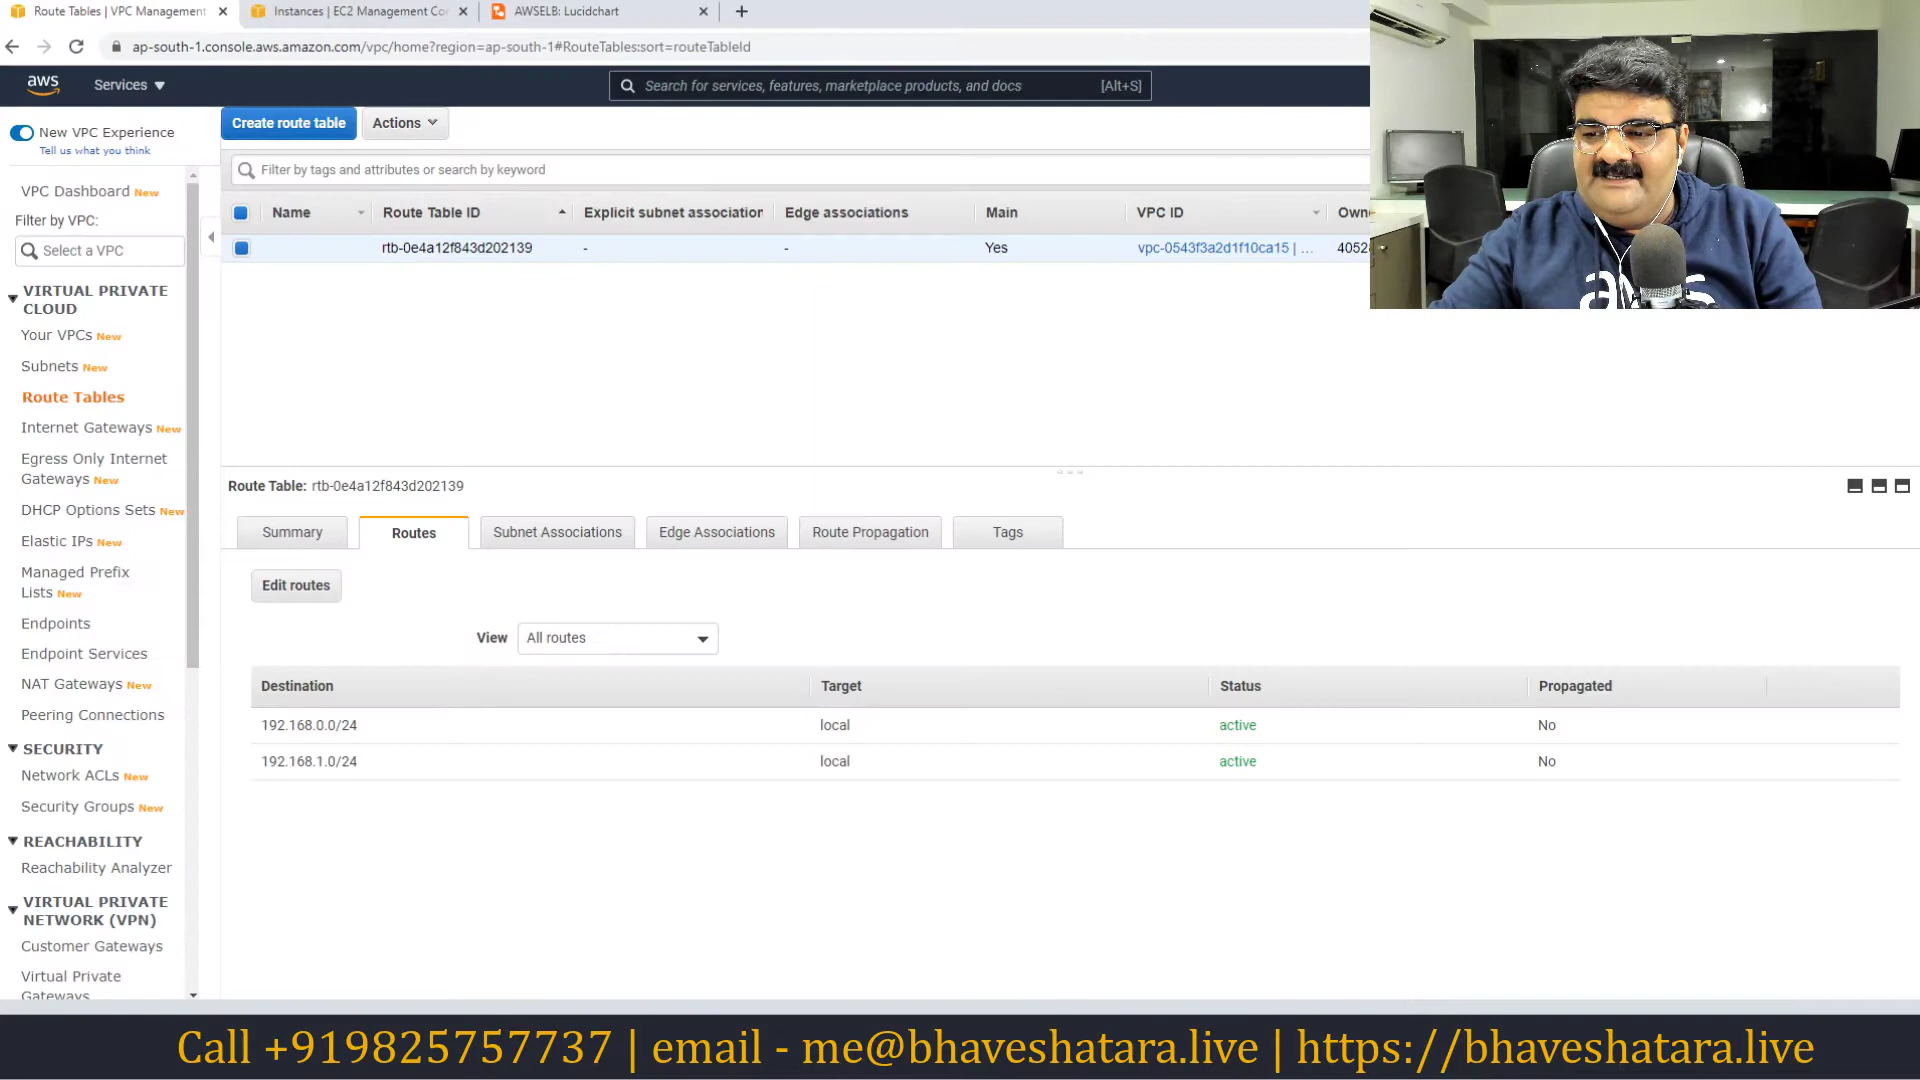 Route Tables | VPC Management
Instances | EC2 Management Co
AWSELB: Lucidchart
ap-south-1.console.aws.amazon.com/vpc/home?region=ap-south-1#RouteTables:sort=routeTableId
aws
Services
Search for services, features, marketplace products, and docs
[Alt+S]
New VPC Experience
Tell us what you think
Create route table
Actions
Filter by tags and attributes or search by keyword
VPC Dashboard New
Filter by VPC:
Select a VPC
Name
Route Table ID
Explicit subnet association
Edge associations
Main
VPC ID
Own
rtb-0e4a12f843d202139
-
-
Yes
vpc-0543f3a2d1f10ca15 | ...
4052
VIRTUAL PRIVATE
CLOUD
Your VPCs New
Subnets New
Route Tables
Internet Gateways New
Egress Only Internet
Gateways New
DHCP Options Sets New
Elastic IPs New
Managed Prefix
Lists New
Endpoints
Endpoint Services
NAT Gateways New
Peering Connections
SECURITY
Network ACLs New
Security Groups New
REACHABILITY
Reachability Analyzer
VIRTUAL PRIVATE
NETWORK (VPN)
Customer Gateways
Virtual Private
Gateways
Route Table: rtb-0e4a12f843d202139
Summary
Routes
Subnet Associations
Edge Associations
Route Propagation
Tags
Edit routes
View
All routes
Destination
Target
Status
Propagated
192.168.0.0/24
local
active
No
192.168.1.0/24
local
active
No
aws
Call +919825757737 | email - me@bhaveshatara.live | https://bhaveshatara.live